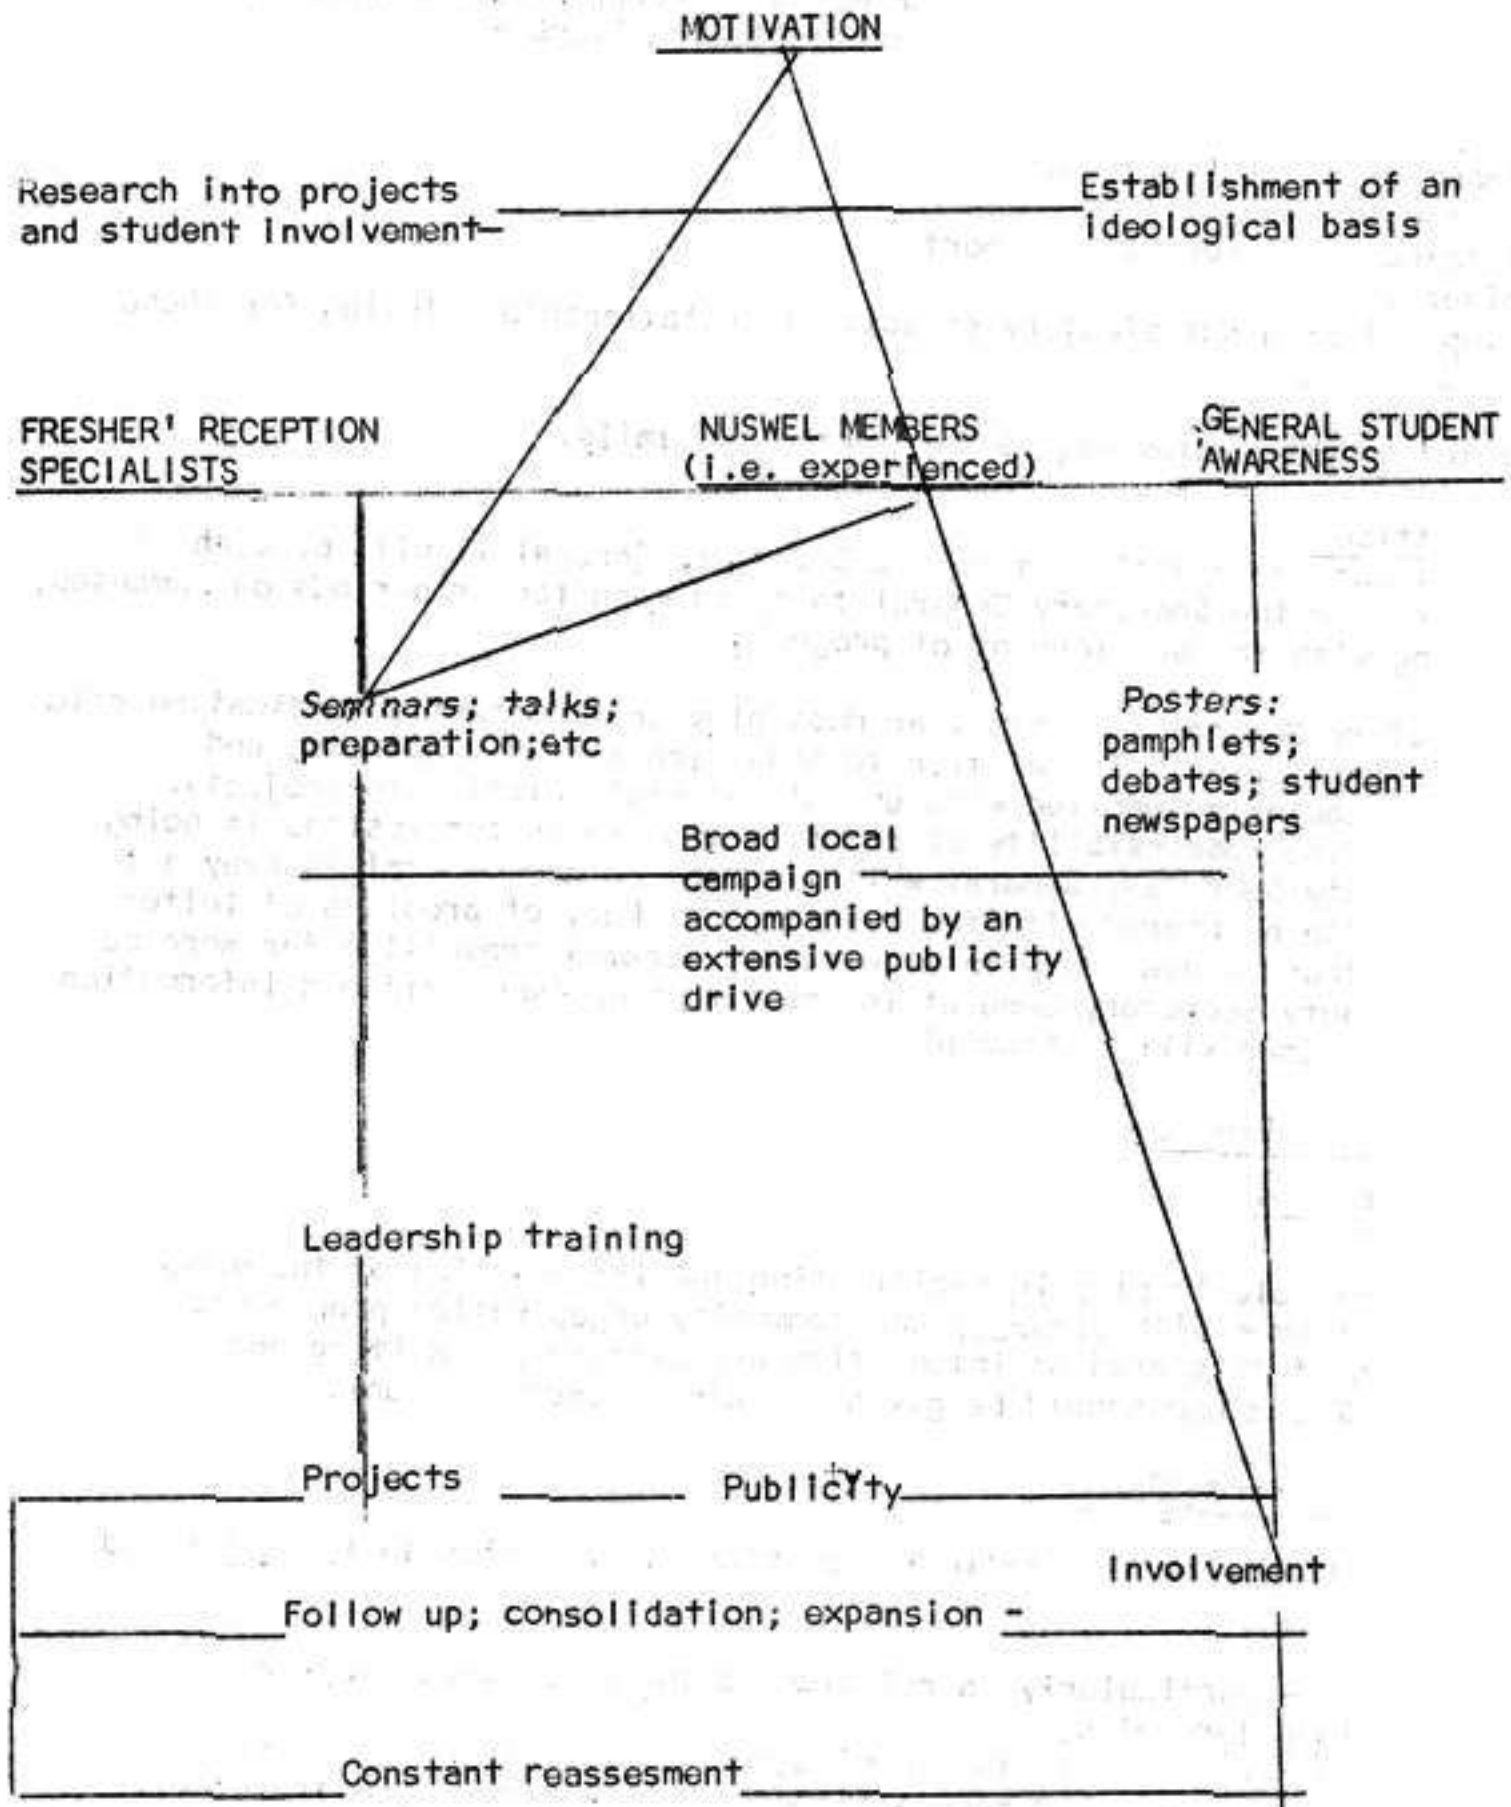 MOTIVATION
Research into projects
and student involvement-
Establishment of an
ideological basis
FRESHER' RECEPTION
SPECIALISTS
NUSWEL MEMBERS
(i.e. experienced)
GENERAL STUDENT
AWARENESS
Seminars; talks;
preparation;etc
Posters:
pamphlets;
debates; student
newspapers
Broad local
campaign
accompanied by an
extensive publicity
drive
Leadership training
Projects
Publicity
Involvement
Follow up; consolidation; expansion -
Constant reassesment